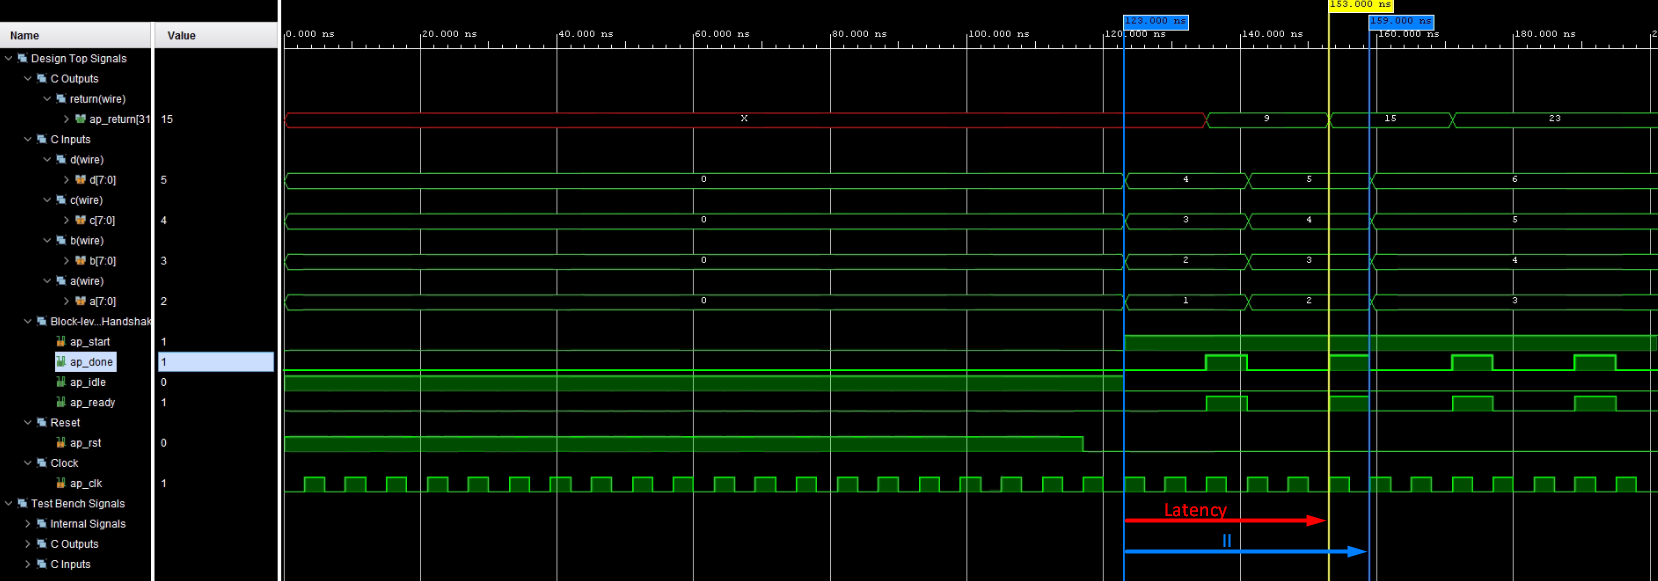 153.000 ns
123.000 ns 159.000 ns
Name Value
0.000 ns 20.000 ns 40.000 ns 60.000 ns 80.000 ns 100.000 ns 120.000 ns 140.000 ns 160.000 ns 180.000 ns 2
Design Top Signals
C Outputs
return(wire)
ap_return[31 15 X 9 15 23
C Inputs
d(wire)
d[7:0] 5 0 4 5 6
c(wire)
c[7:0] 4 0 3 4 5
b(wire)
b[7:0] 3 0 2 3 4
a(wire)
a[7:0] 2 0 1 2 3
Block-lev...Handshak
ap_start 1
ap_done 1
ap_idle 0
ap_ready 1
Reset
ap_rst 0
Clock
ap_clk 1
Test Bench Signals
Latency
Internal Signals
II
C Outputs
C Inputs